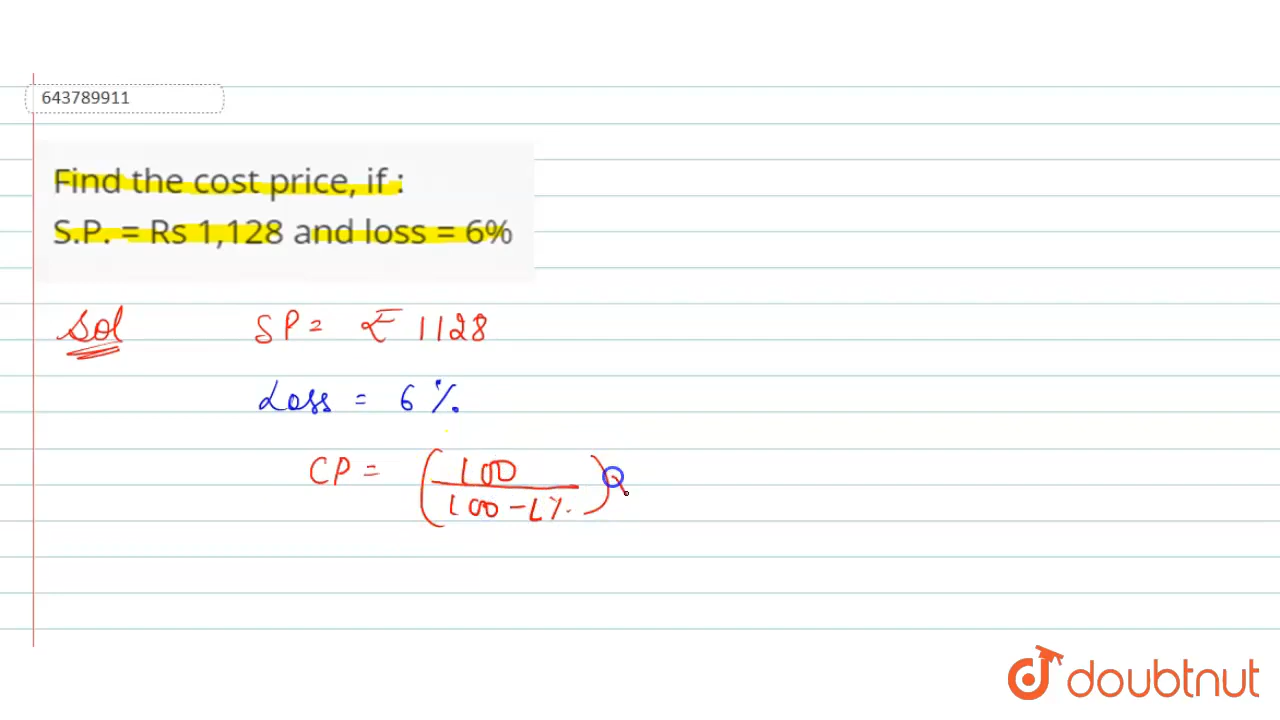 643789911
Find the cost price, if :
S.P. = Rs 1,128 and loss = 6%
Sol SP = ₹ 1128
Loss = 6 %.
CP = ( 100 / 100 - L%. ) ×
doubtnut